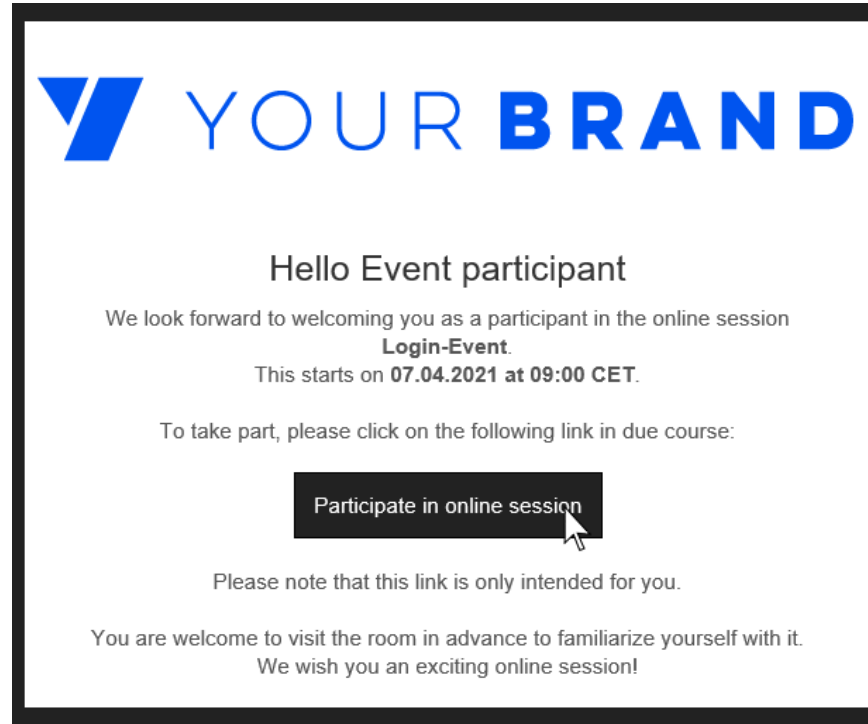 YOUR BRAND
Hello Event participant
We look forward to welcoming you as a participant in the online session
Login-Event.
This starts on 07.04.2021 at 09:00 CET.
To take part, please click on the following link in due course:
Participate in online session
Please note that this link is only intended for you.
You are welcome to visit the room in advance to familiarize yourself with it.
We wish you an exciting online session!